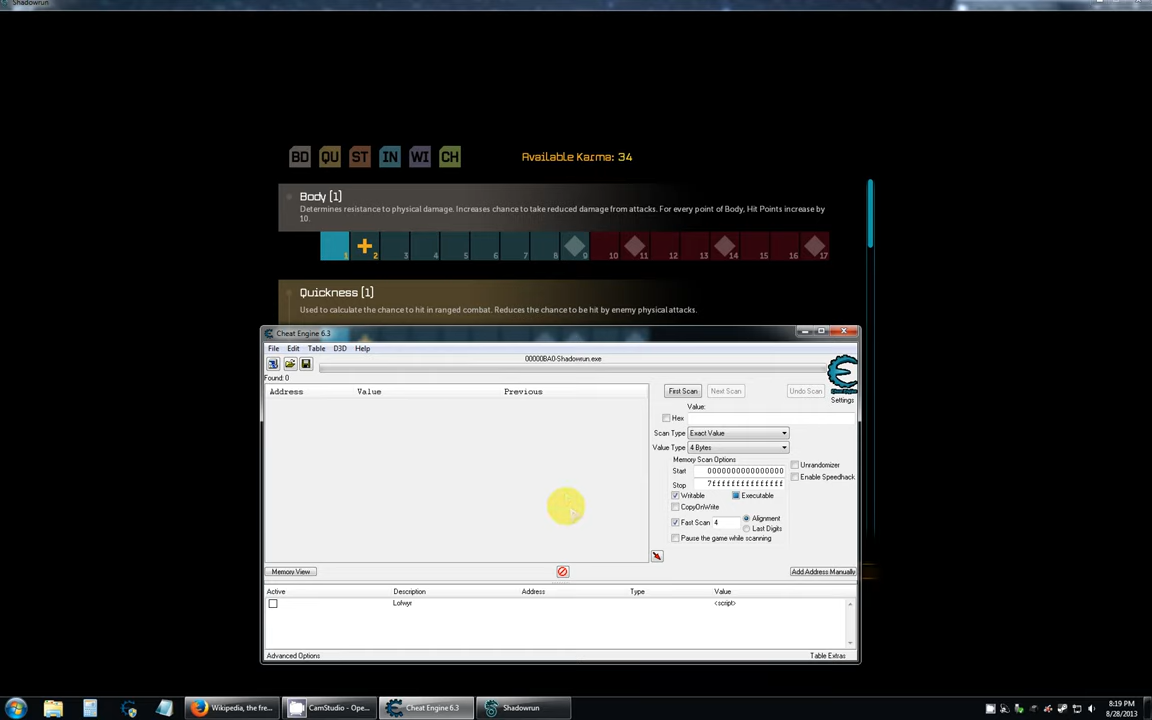 Shadowrun
BO QU ST IN WI CH
Available Karma: 34
Body (1)
Determines resistance to physical damage. Increases chance to take reduced damage from attacks. For every point of Body, Hit Points increase by
10.
1 2 3 4 5 6 7 8 9 10 11 12 13 14 15 16 17
Quickness (1)
Used to calculate the chance to hit in ranged combat. Reduces the chance to be hit by enemy physical attacks.
Cheat Engine 6.3
File Edit Table D3D Help
00000BA0-Shadowrun.exe
Found: 0
Address Value Previous
First Scan Next Scan Undo Scan
Settings
Value:
Hex
Scan Type Exact Value
Value Type 4 Bytes
Memory Scan Options
Unrandomizer
Start 0000000000000000
Enable Speedhack
Stop 7fffffffffffffff
Writable Executable
CopyOnWrite
Fast Scan 4 Alignment
Last Digits
Pause the game while scanning
Memory View
Add Address Manually
Active Description Address Type Value
Lofwyr <script>
Advanced Options Table Extras
Wikipedia, the fre... CamStudio - Ope... Cheat Engine 6.3 Shadowrun
8:19 PM
8/28/2013